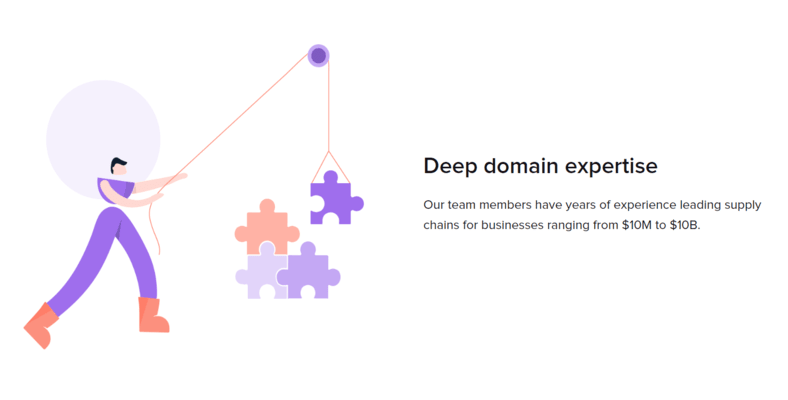 Deep domain expertise
Our team members have years of experience leading supply
chains for businesses ranging from $10M to $10B.